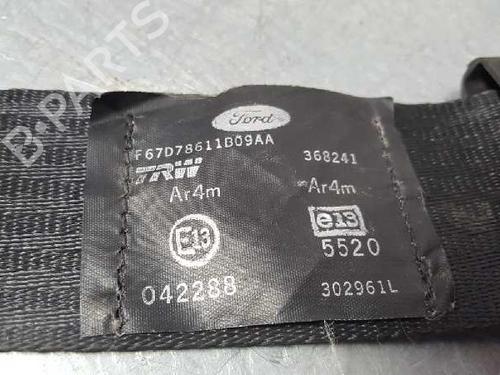 B-PARTS
Ford
F67D78611B09AA 368241
TRW
Ar4m Ar4m
E13 e13
5520
042288 302961L